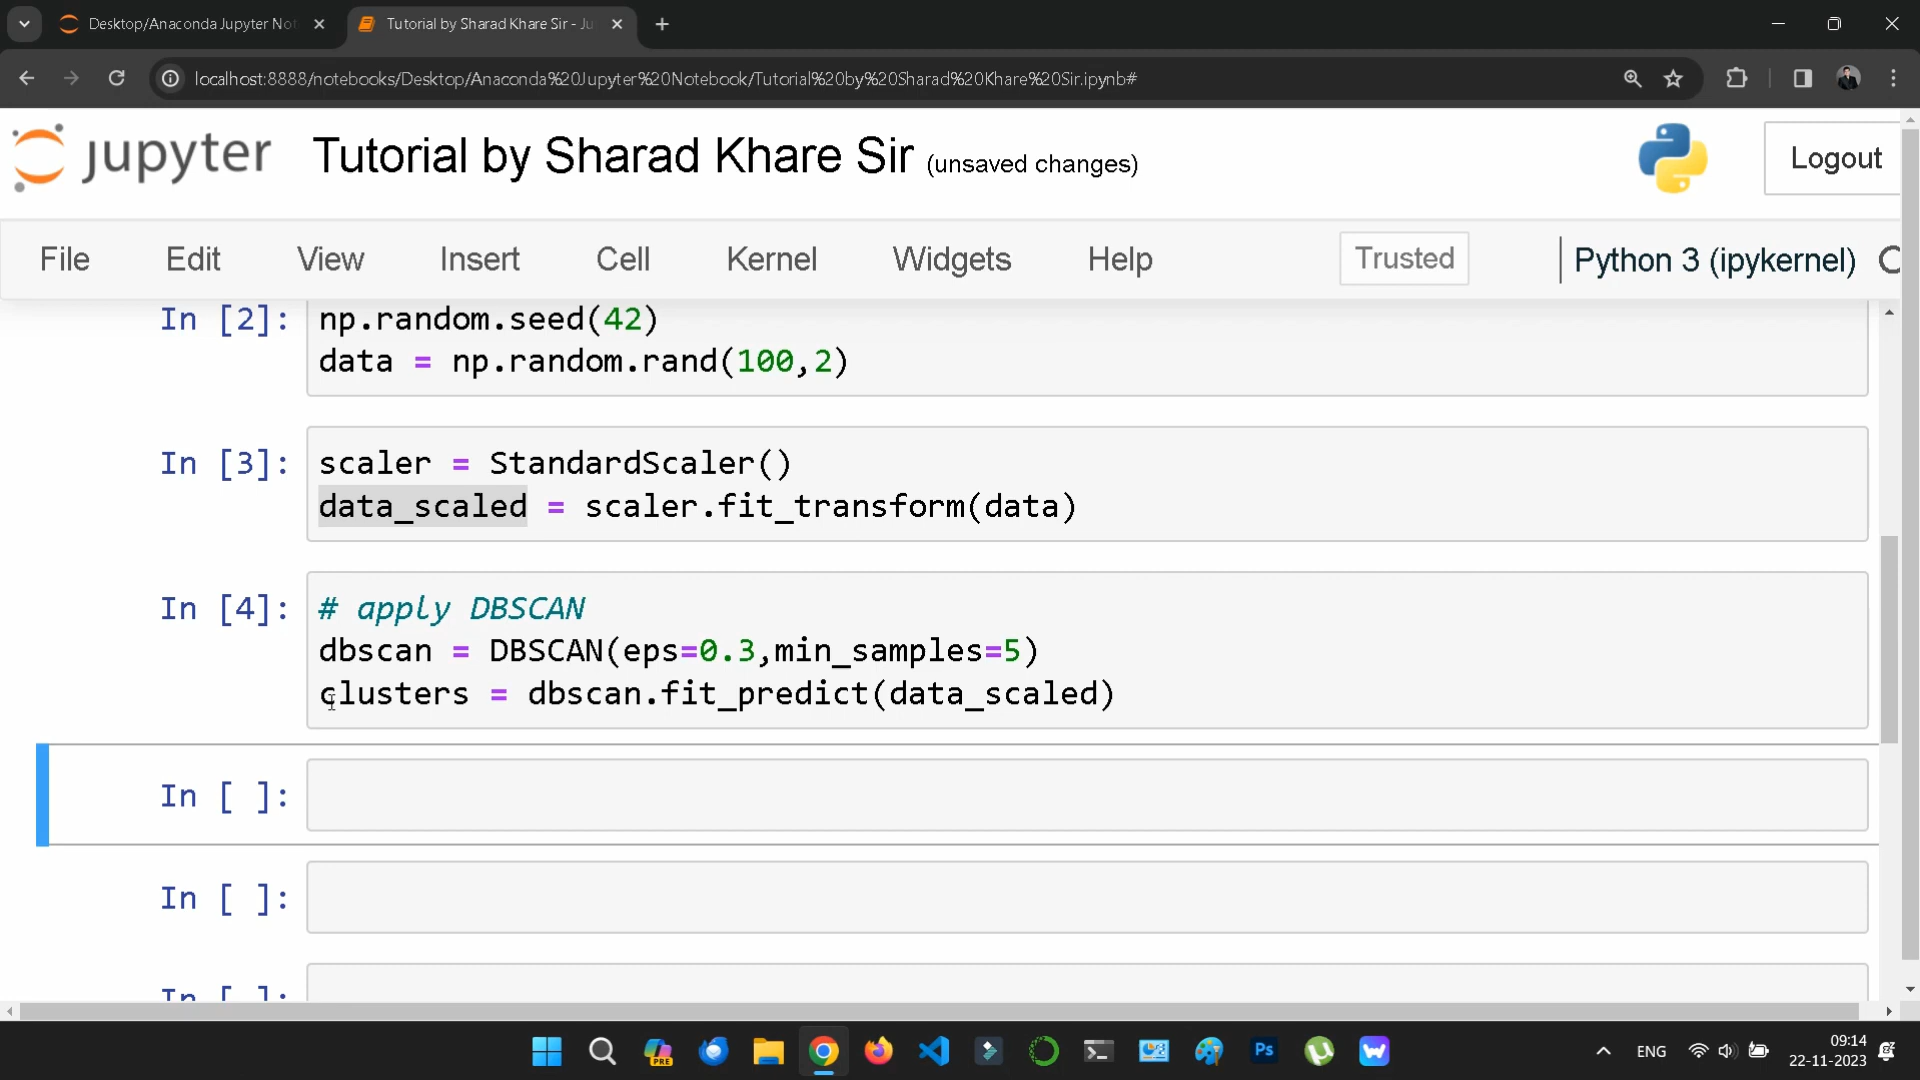 Desktop/Anaconda Jupyter Not
Tutorial by Sharad Khare Sir - Ju
localhost:8888/notebooks/Desktop/Anaconda%20Jupyter%20Notebook/Tutorial%20by%20Sharad%20Khare%20Sir.ipynb#
jupyter Tutorial by Sharad Khare Sir (unsaved changes) Logout
File Edit View Insert Cell Kernel Widgets Help Trusted Python 3 (ipykernel)
In [2]: np.random.seed(42)
data = np.random.rand(100,2)
In [3]: scaler = StandardScaler()
data_scaled = scaler.fit_transform(data)
In [4]: # apply DBSCAN
dbscan = DBSCAN(eps=0.3,min_samples=5)
clusters = dbscan.fit_predict(data_scaled)
In [ ]:
In [ ]:
In [ ]:
PRE Ps ENG 09:14
22-11-2023